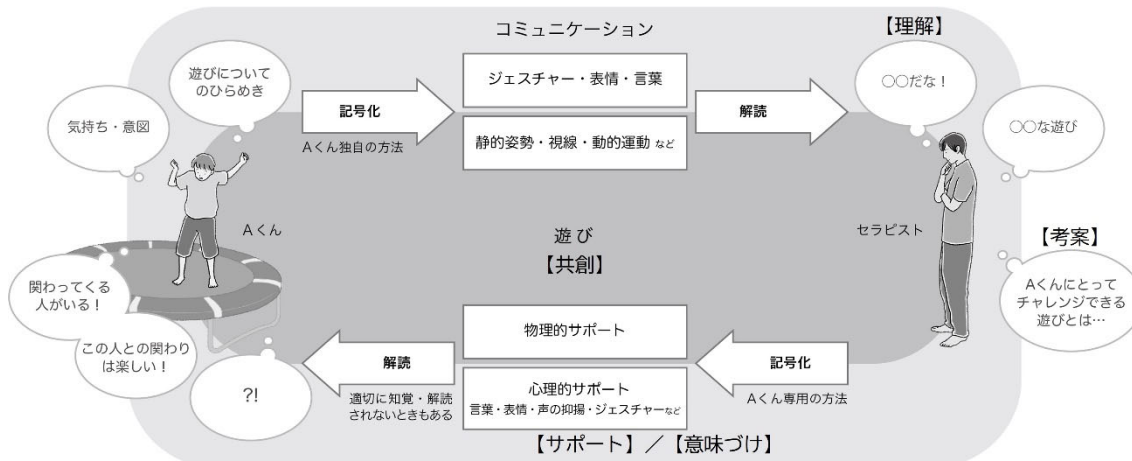 コミュニケーション
【理解】
遊びについて
のひらめき
気持ち・意図
記号化
Aくん独自の方法
ジェスチャー・表情・言葉
静的姿勢・視線・動的運動 など
解読
〇〇だな！
〇〇な遊び
Aくん
遊 び
【共創】
セラピスト
【考案】
Aくんにとって
チャレンジできる
遊びとは…
関わってくる
人がいる！
この人との関わり
は楽しい！
?!
解読
適切に知覚・解読
されないときもある
物理的サポート
心理的サポート
言葉・表情・声の抑揚・ジェスチャーなど
記号化
Aくん専用の方法
【サポート】／【意味づけ】